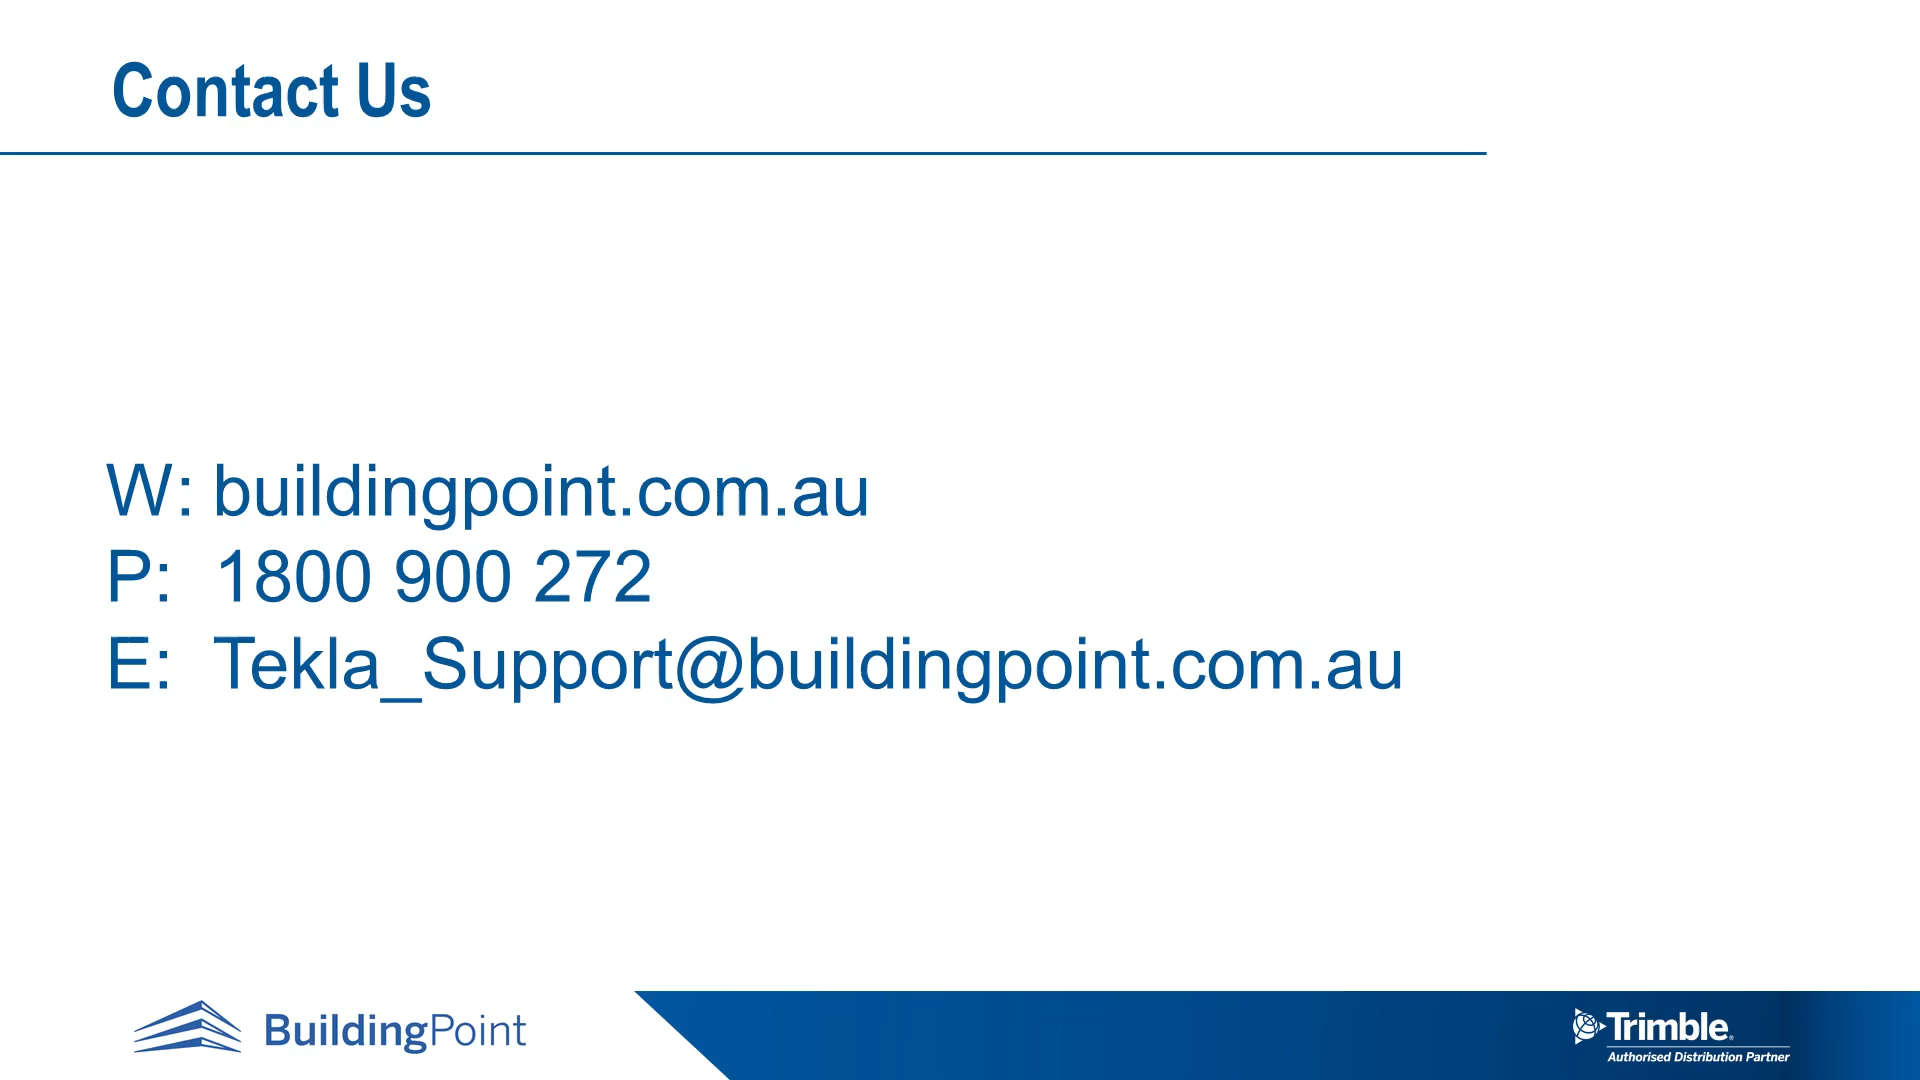 Contact Us
W: buildingpoint.com.au
P: 1800 900 272
E: Tekla_Support@buildingpoint.com.au
BuildingPoint
Trimble®
Authorised Distribution Partner